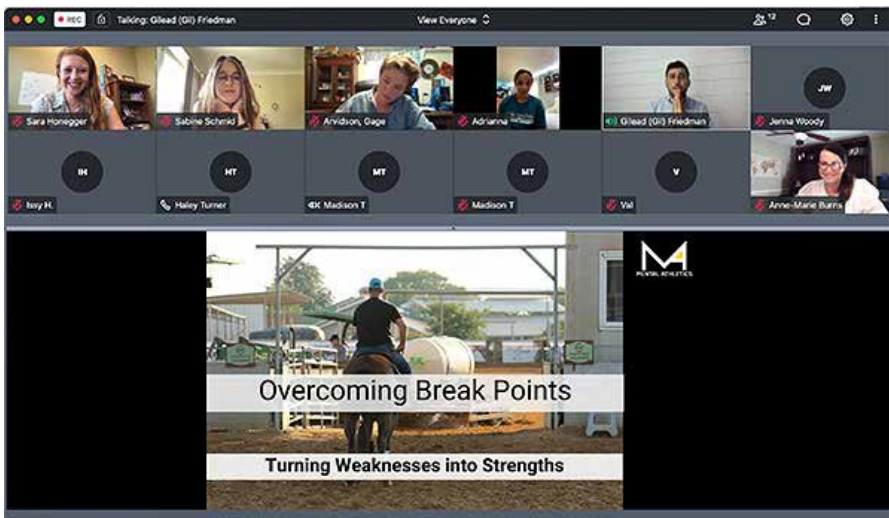 REC
Talking: Gilead (Gil) Friedman
View Everyone
12
Sara Honegger
Sabine Schmid
Arvidson, Gage
Adrianna
Gilead (Gil) Friedman
JW
Jenna Woody
IH
Issy H.
HT
Haley Turner
MT
Madison T
MT
Madison T
V
Val
Anne-Marie Burns
MENTAL ATHLETICS
Overcoming Break Points
Turning Weaknesses into Strengths